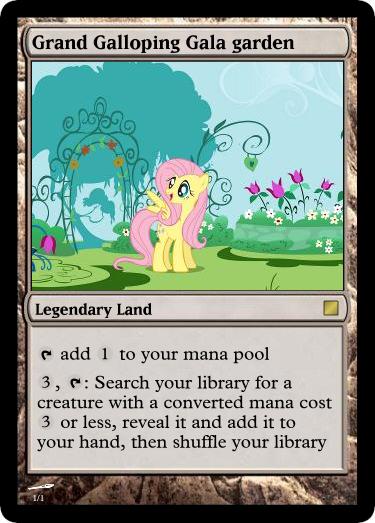 Grand Galloping Gala garden
Legendary Land
add 1 to your mana pool
3, : Search your library for a
creature with a converted mana cost
3 or less, reveal it and add it to
your hand, then shuffle your library
1/1